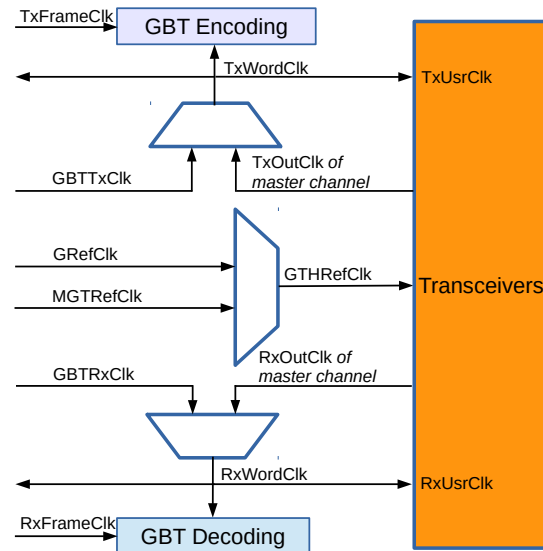 TxFrameClk
GBT Encoding
TxWordClk
TxUsrClk
GBTTxClk
TxOutClk of
master channel
GRefClk
GTHRefClk
Transceivers
MGTRefClk
GBTRxClk
RxOutClk of
master channel
RxWordClk
RxUsrClk
RxFrameClk
GBT Decoding